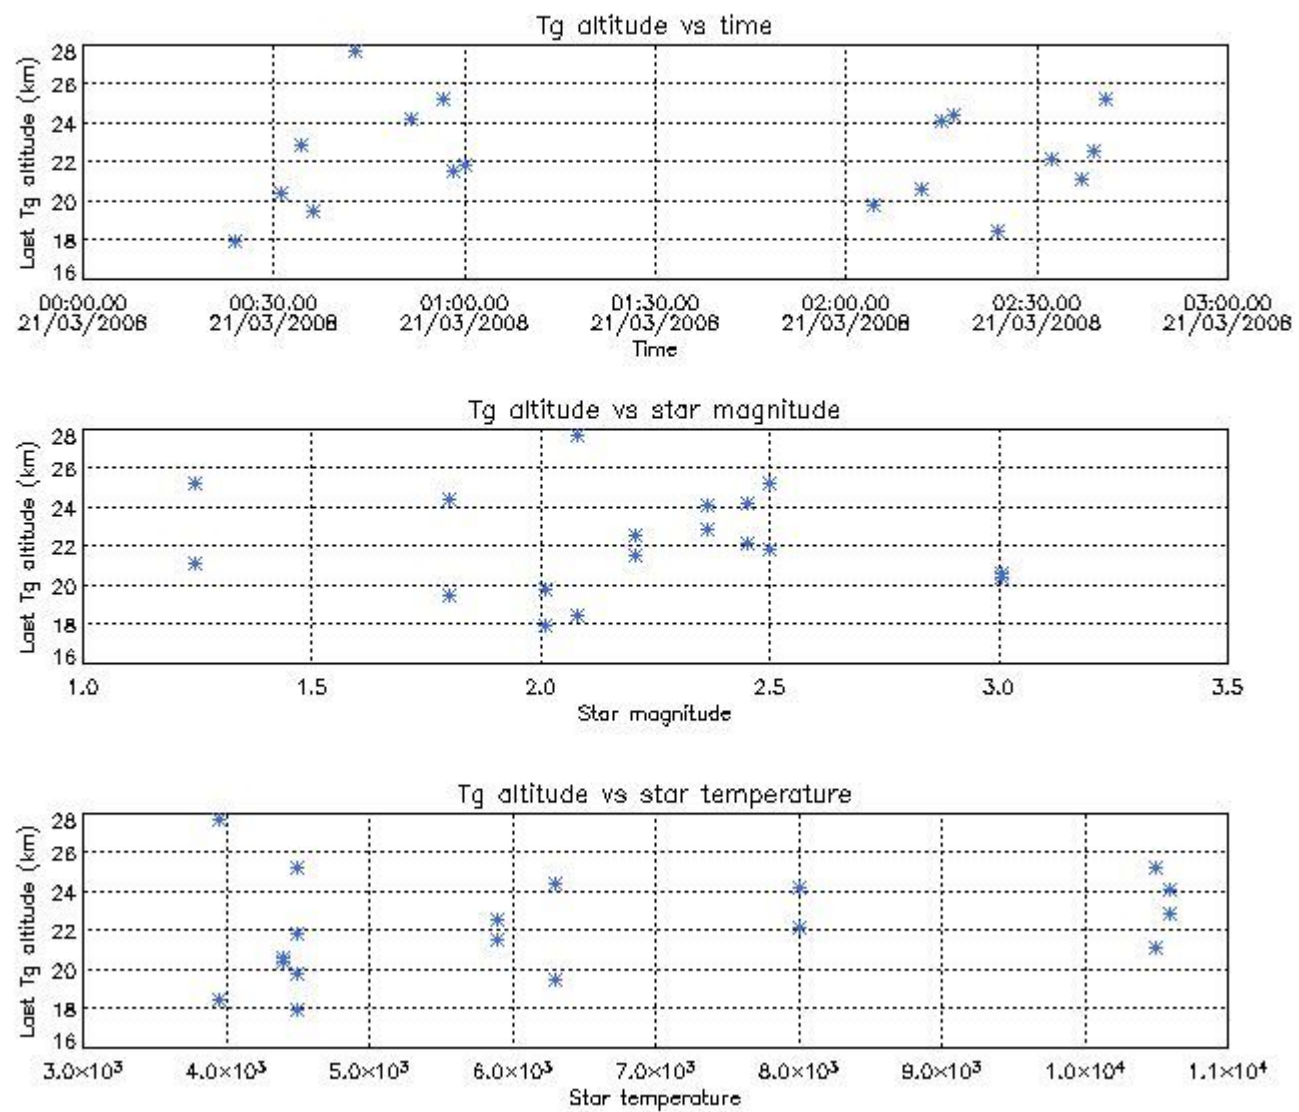 Tg altitude vs time
Last Tg altitude (km)
28
26
24
22
20
18
16
00:00.00 00:30.00 01:00.00 01:30.00 02:00.00 02:30.00 03:00.00
21/03/2008 21/03/2008 21/03/2008 21/03/2008 21/03/2008 21/03/2008 21/03/2008
Time
Tg altitude vs star magnitude
Last Tg altitude (km)
28
26
24
22
20
18
16
1.0 1.5 2.0 2.5 3.0 3.5
Star magnitude
Tg altitude vs star temperature
Last Tg altitude (km)
28
26
24
22
20
18
16
3.0×10³ 4.0×10³ 5.0×10³ 6.0×10³ 7.0×10³ 8.0×10³ 9.0×10³ 1.0×10⁴ 1.1×10⁴
Star temperature